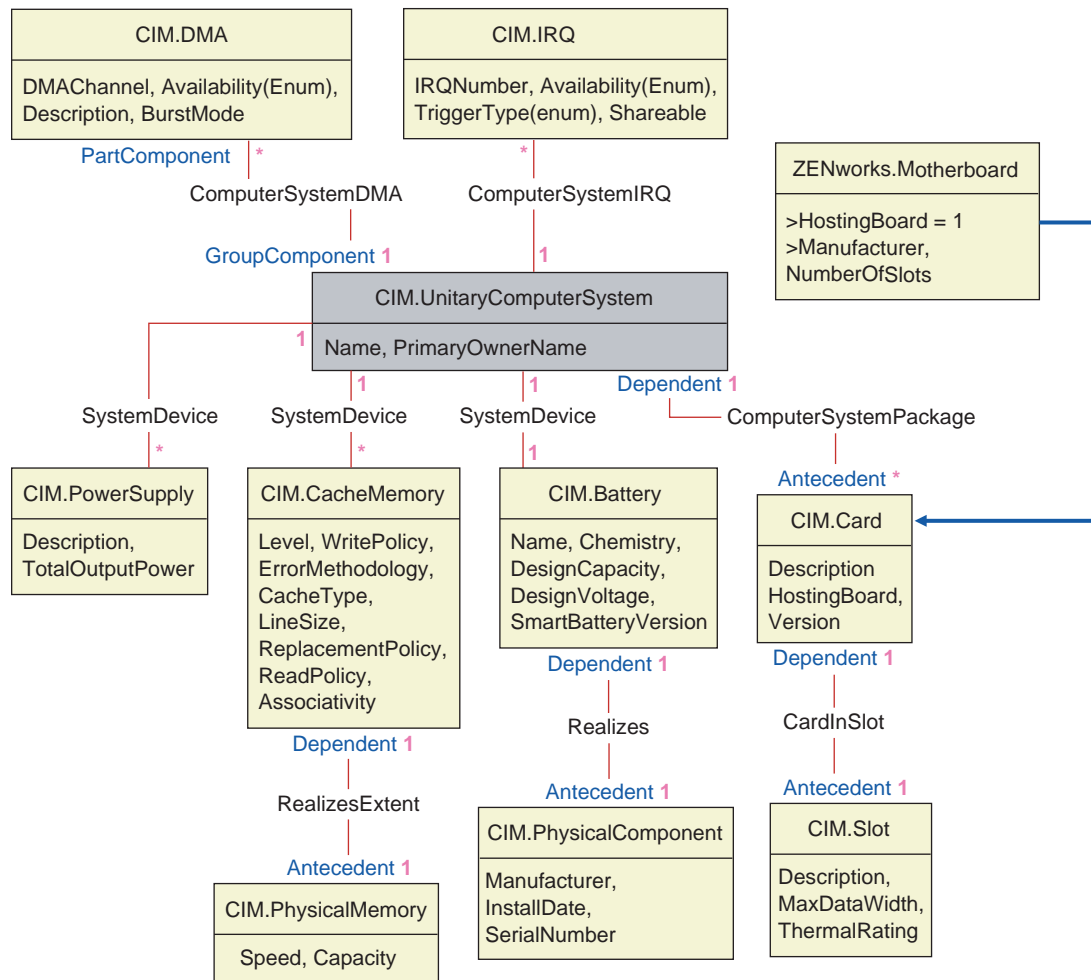 CIM.DMA
DMAChannel, Availability(Enum),
Description, BurstMode
CIM.IRQ
IRQNumber, Availability(Enum),
TriggerType(enum), Shareable
PartComponent *
*
ZENworks.Motherboard
>HostingBoard = 1
>Manufacturer,
NumberOfSlots
ComputerSystemDMA
ComputerSystemIRQ
GroupComponent 1
1
CIM.UnitaryComputerSystem
Name, PrimaryOwnerName
1
1
1
Dependent 1
SystemDevice
SystemDevice
SystemDevice
ComputerSystemPackage
*
*
1
Antecedent *
CIM.PowerSupply
Description,
TotalOutputPower
CIM.CacheMemory
Level, WritePolicy,
ErrorMethodology,
CacheType,
LineSize,
ReplacementPolicy,
ReadPolicy,
Associativity
CIM.Battery
Name, Chemistry,
DesignCapacity,
DesignVoltage,
SmartBatteryVersion
CIM.Card
Description
HostingBoard,
Version
Dependent 1
Dependent 1
Dependent 1
RealizesExtent
Realizes
CardInSlot
Antecedent 1
Antecedent 1
Antecedent 1
CIM.PhysicalMemory
Speed, Capacity
CIM.PhysicalComponent
Manufacturer,
InstallDate,
SerialNumber
CIM.Slot
Description,
MaxDataWidth,
ThermalRating